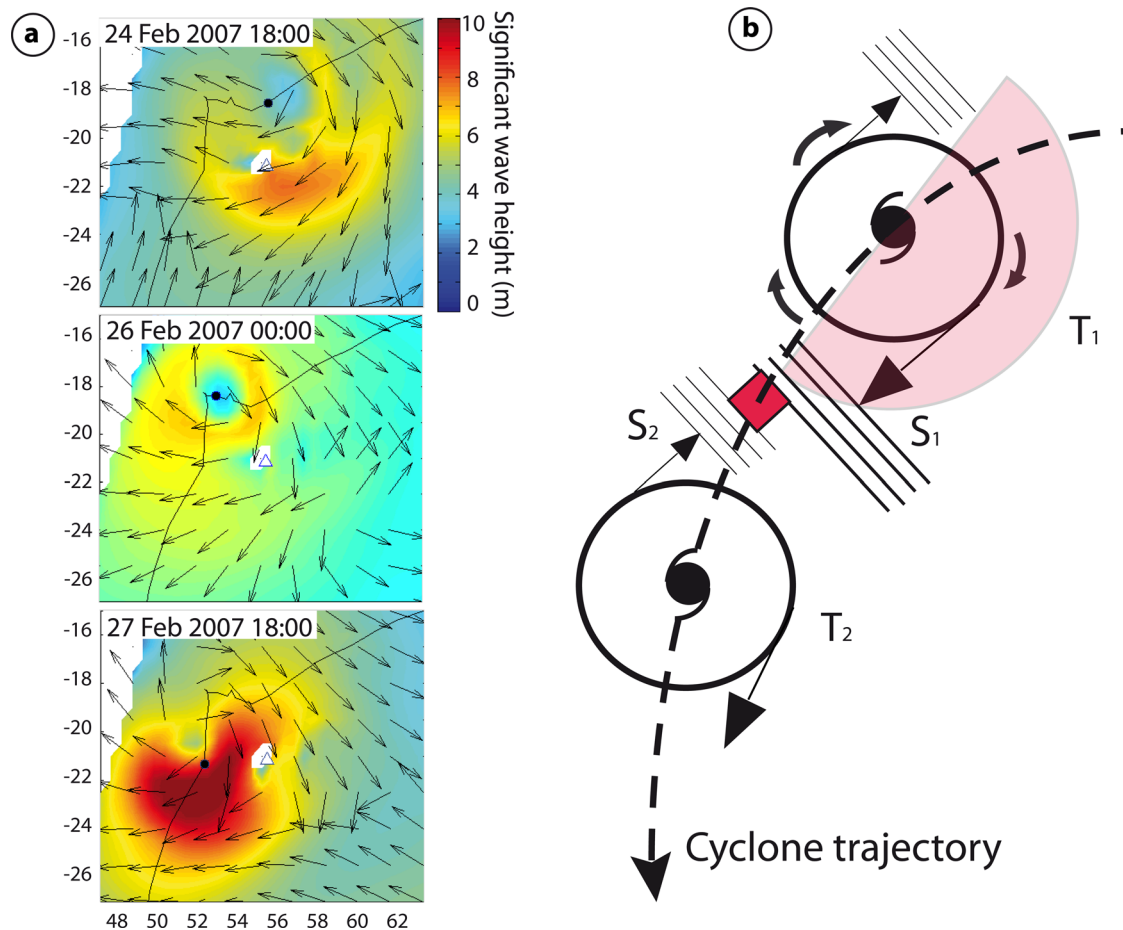 a
24 Feb 2007 18:00
-16
-18
-20
-22
-24
-26
10
8
6
4
2
0
Significant wave height (m)
26 Feb 2007 00:00
-16
-18
-20
-22
-24
-26
27 Feb 2007 18:00
-16
-18
-20
-22
-24
-26
48 50 52 54 56 58 60 62
b
T1
S1
S2
T2
Cyclone trajectory